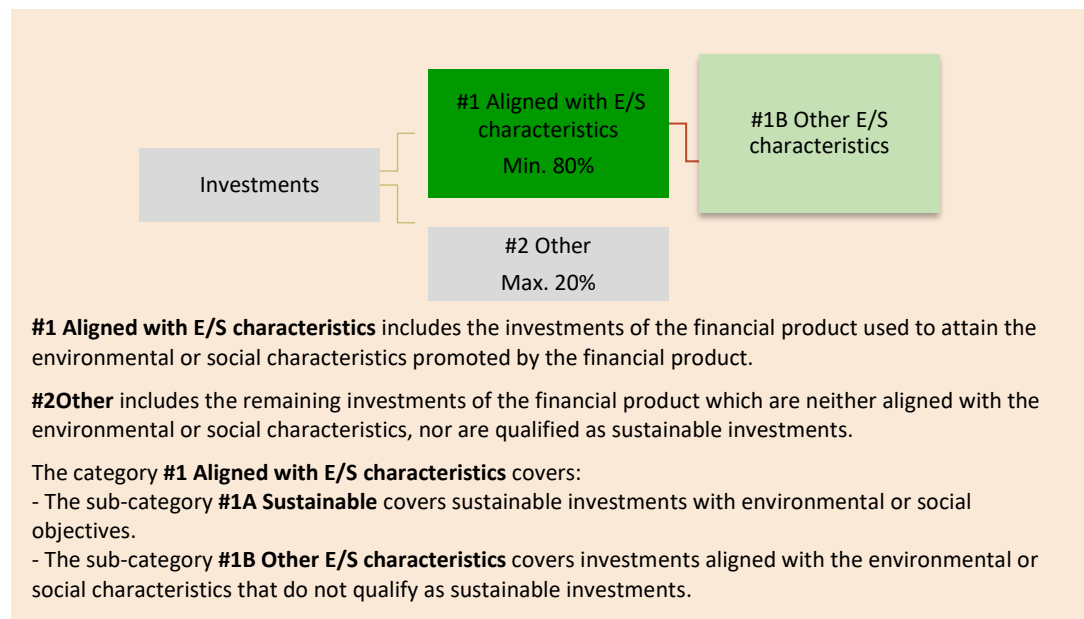 #1 Aligned with E/S
characteristics
Min. 80%
#1B Other E/S
characteristics
Investments
#2 Other
Max. 20%
#1 Aligned with E/S characteristics includes the investments of the financial product used to attain the
environmental or social characteristics promoted by the financial product.
#2Other includes the remaining investments of the financial product which are neither aligned with the
environmental or social characteristics, nor are qualified as sustainable investments.
The category #1 Aligned with E/S characteristics covers:
- The sub-category #1A Sustainable covers sustainable investments with environmental or social
objectives.
- The sub-category #1B Other E/S characteristics covers investments aligned with the environmental or
social characteristics that do not qualify as sustainable investments.